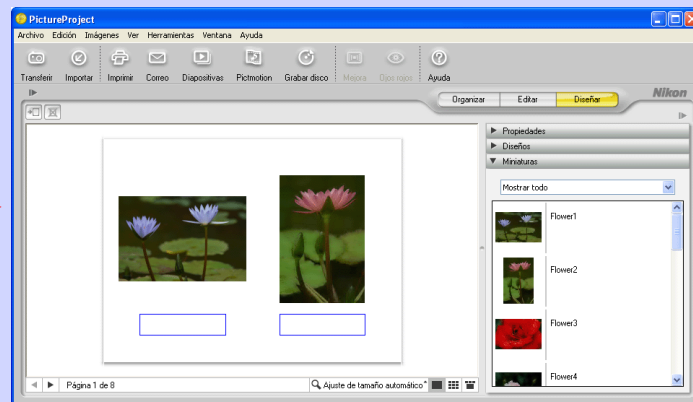 PictureProject
Archivo Edición Imágenes Ver Herramientas Ventana Ayuda
Transferir Importar Imprimir Correo Diapositivas Pictmotion Grabar disco Mejora Ojos rojos Ayuda
Organizar Editar Diseñar
Nikon
Propiedades
Diseños
Miniaturas
Mostrar todo
Flower1
Flower2
Flower3
Flower4
Página 1 de 8 Ajuste de tamaño automático*